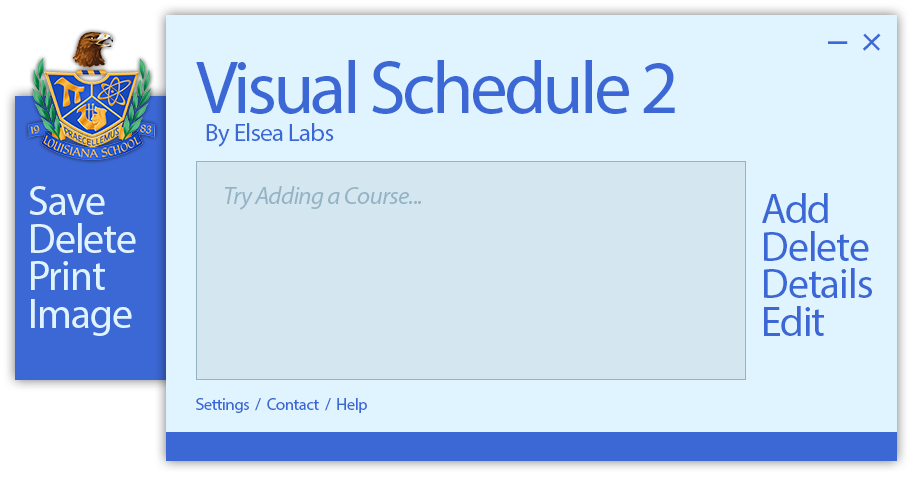 Visual Schedule 2
By Elsea Labs
19 83
PRAECELLEMUS
LOUISIANA SCHOOL
Save
Delete
Print
Image
Try Adding a Course...
Add
Delete
Details
Edit
Settings / Contact / Help